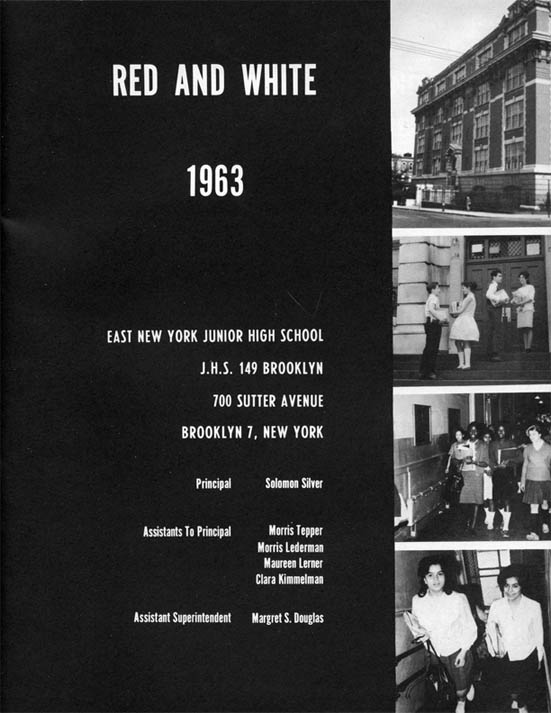 RED AND WHITE
1963
EAST NEW YORK JUNIOR HIGH SCHOOL
J.H.S. 149 BROOKLYN
700 SUTTER AVENUE
BROOKLYN 7, NEW YORK
Principal Solomon Silver
Assistants To Principal Morris Tepper
Morris Lederman
Maureen Lerner
Clara Kimmelman
Assistant Superintendent Margret S. Douglas